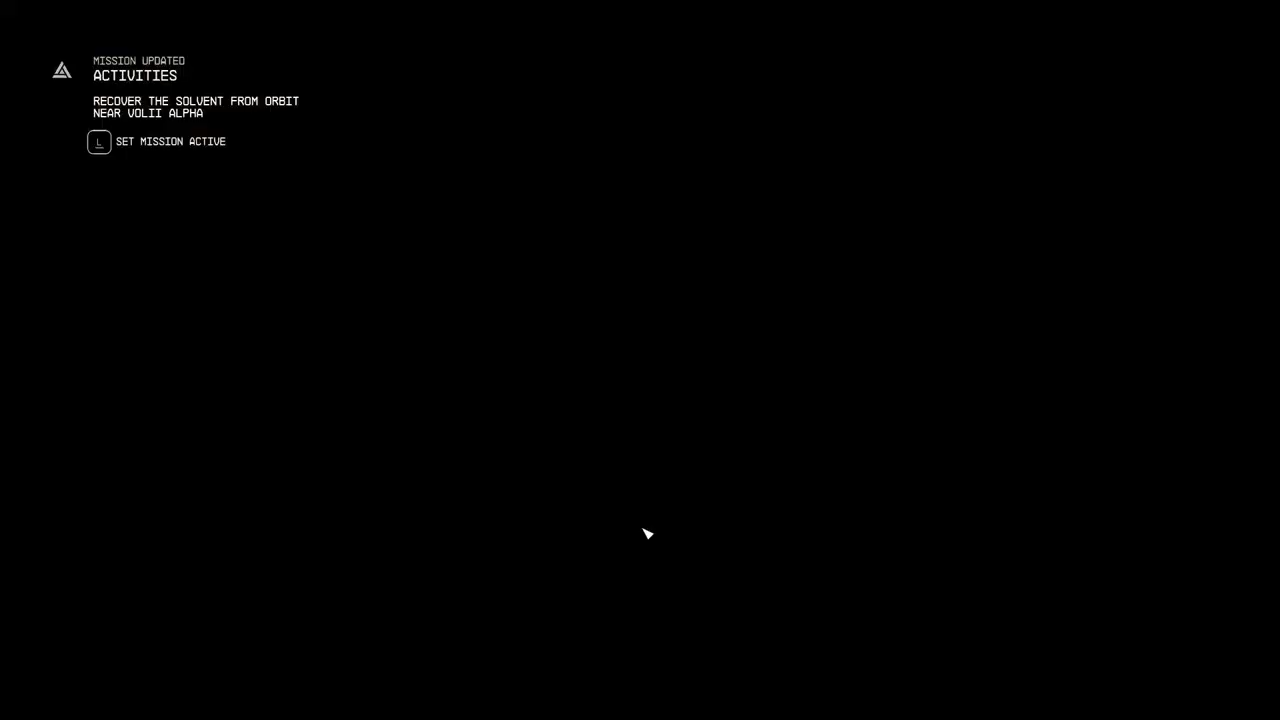 MISSION UPDATED
ACTIVITIES
RECOVER THE SOLVENT FROM ORBIT
NEAR VOLII ALPHA
L SET MISSION ACTIVE